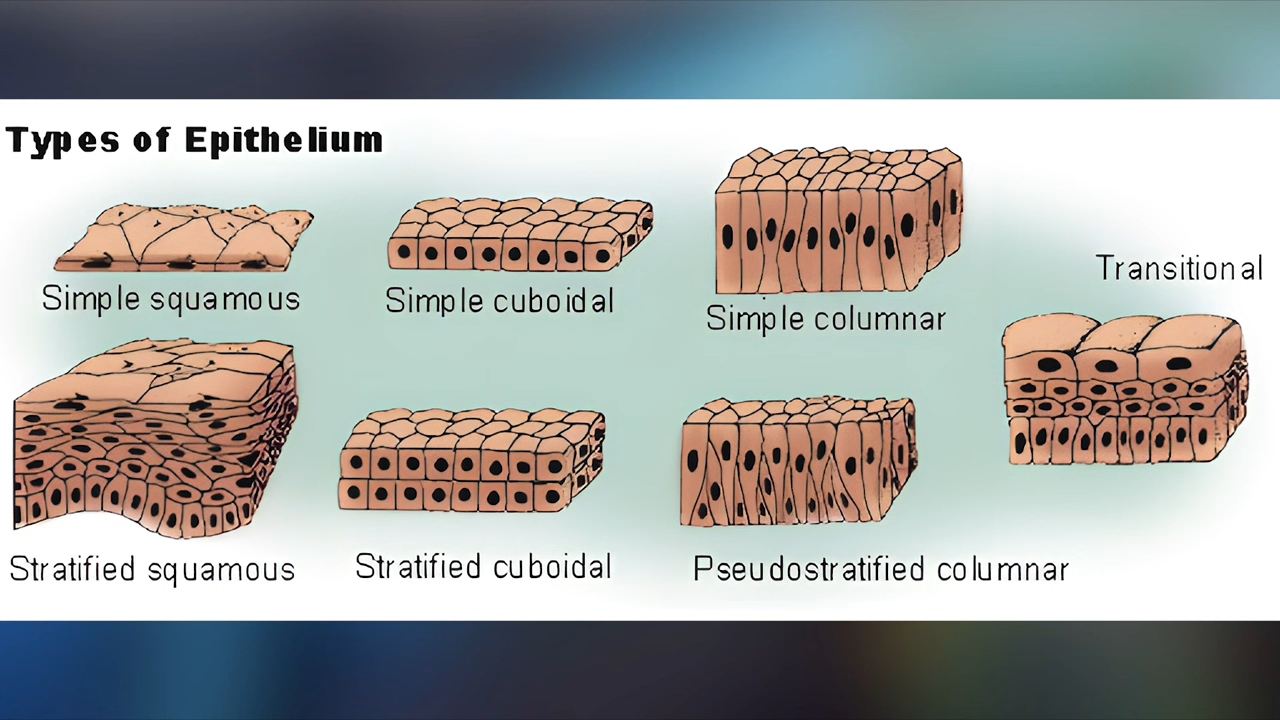 Types of Epithelium
Simple squamous
Simple cuboidal
Simple columnar
Transitional
Stratified squamous
Stratified cuboidal
Pseudostratified columnar